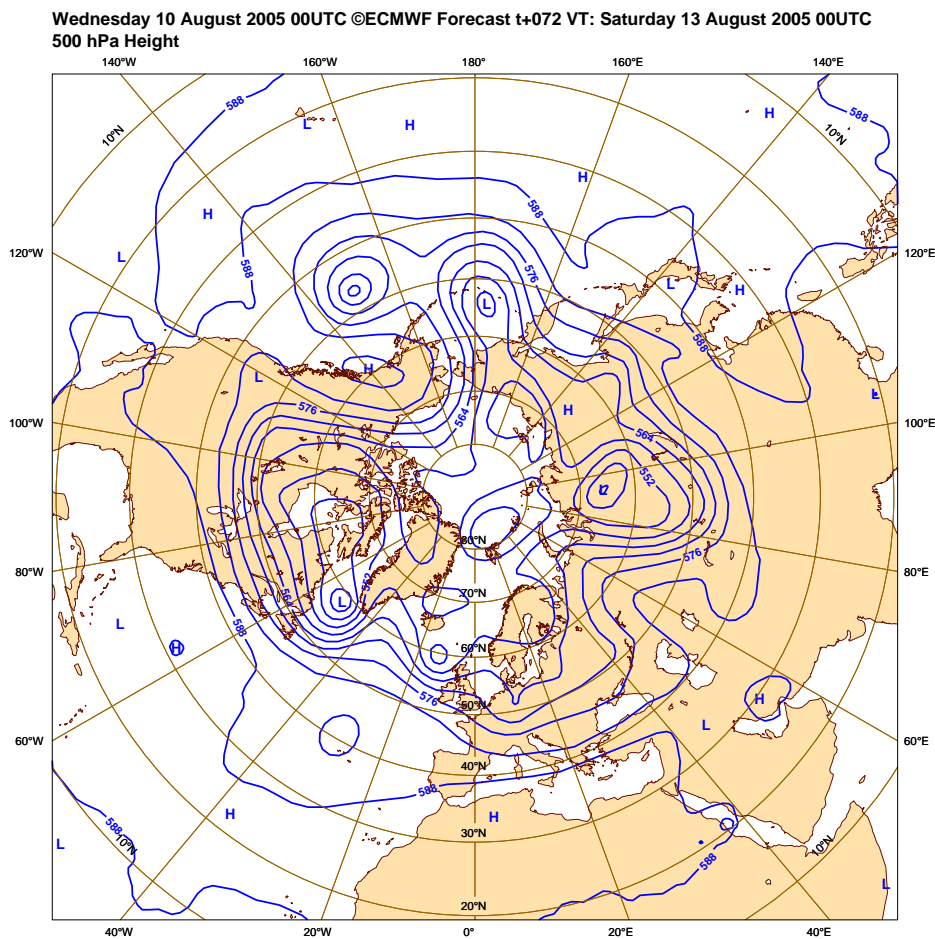 Wednesday 10 August 2005 00UTC ©ECMWF Forecast t+072 VT: Saturday 13 August 2005 00UTC
500 hPa Height
140°W 160°W 180° 160°E 140°E
588 588
10°N L H H 10°N
H
588
H
120°W L 588 576 120°E
L H
L
588
H
L
576 H
100°W 564 564 100°E
552
80°N
576
80°W 552 80°E
70°N
564 L
L 588
H 60°N
576 50°N H
L
60°W 40°N 60°E
588
H H
588 30°N
10°N 10°N
L 588
20°N L
40°W 20°W 0° 20°E 40°E